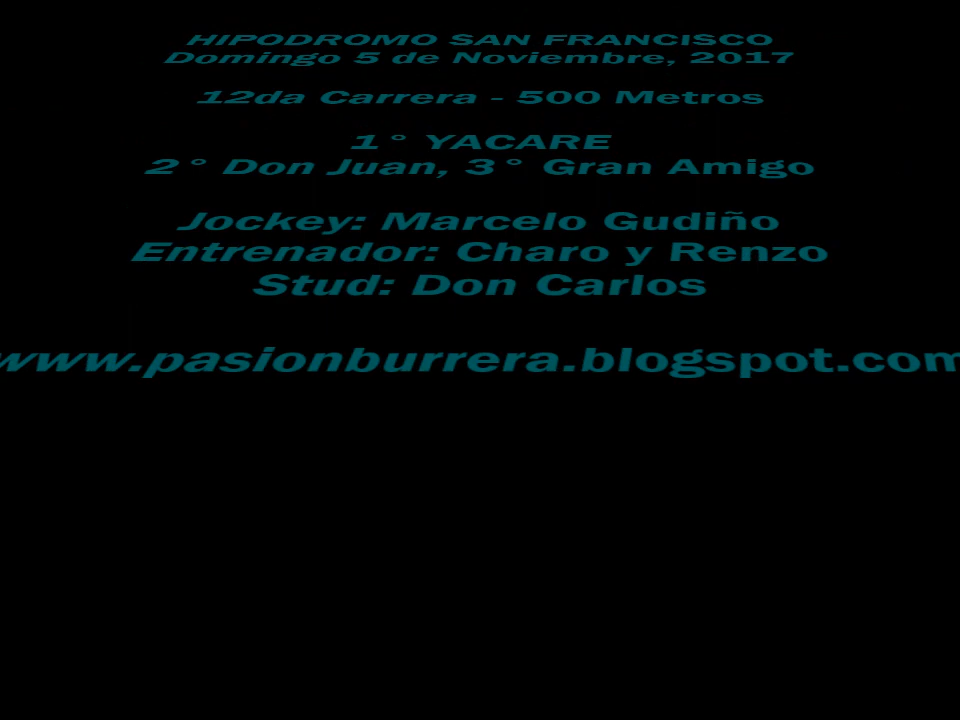 HIPODROMO SAN FRANCISCO
Domingo 5 de Noviembre, 2017
12da Carrera - 500 Metros
1° YACARE
2° Don Juan, 3° Gran Amigo
Jockey: Marcelo Gudiño
Entrenador: Charo y Renzo
Stud: Don Carlos
www.pasionburrera.blogspot.com